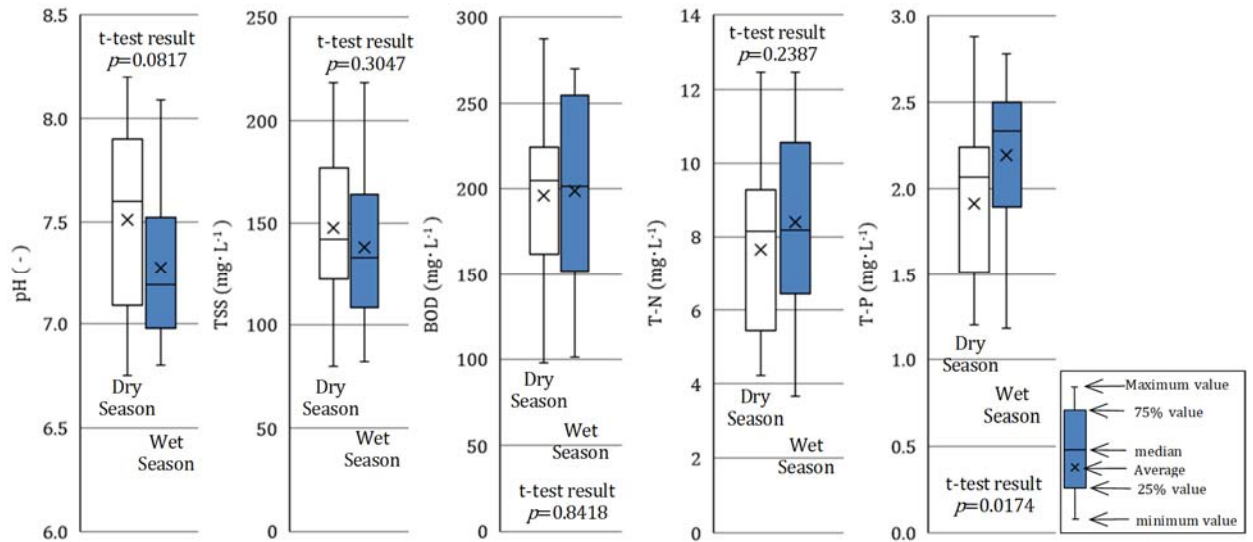 pH ( - )
8.5
8.0
7.5
7.0
6.5
6.0
t-test result
p=0.0817
Dry
Season
Wet
Season
TSS (mg· L⁻¹)
250
200
150
100
50
0
t-test result
p=0.3047
Dry
Season
Wet
Season
BOD (mg· L⁻¹)
300
250
200
150
100
50
0
Dry
Season
Wet
Season
t-test result
p=0.8418
T-N (mg· L⁻¹)
14
12
10
8
6
4
2
0
t-test result
p=0.2387
Dry
Season
Wet
Season
T-P (mg· L⁻¹)
3.0
2.5
2.0
1.5
1.0
0.5
0.0
Dry
Season
Wet
Season
t-test result
p=0.0174
Maximum value
75% value
median
Average
25% value
minimum value